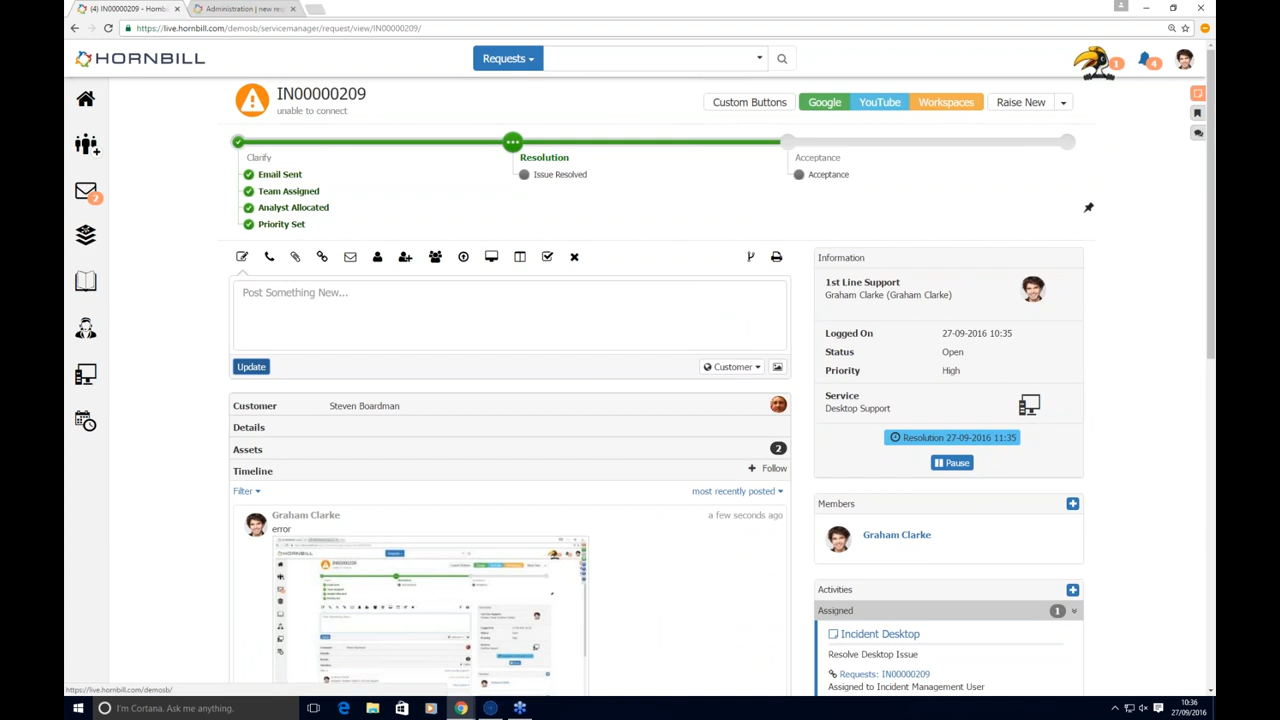 (4) IN00000209 - Hornbi
Administration | new re
https://live.hornbill.com/demosb/servicemanager/request/view/IN00000209/
HORNBILL
Requests
1
4
IN00000209
unable to connect
Custom Buttons
Google
YouTube
Workspaces
Raise New
Clarify
Resolution
Acceptance
Email Sent
Issue Resolved
Acceptance
Team Assigned
2
Analyst Allocated
Priority Set
Post Something New...
Update
Customer
Customer Steven Boardman
Details
Assets 2
Timeline
Follow
Filter
most recently posted
Graham Clarke
a few seconds ago
error
HORNBILL
IN00000209
Information
1st Line Support
Graham Clarke (Graham Clarke)
Logged On 27-09-2016 10:35
Status Open
Priority High
Service
Desktop Support
Resolution 27-09-2016 11:35
Pause
Members
Graham Clarke
Activities
Assigned 1
Incident Desktop
Resolve Desktop Issue
Requests: IN00000209
Assigned to Incident Management User
https://live.hornbill.com/demosb/
I'm Cortana. Ask me anything.
10:36
27/09/2016